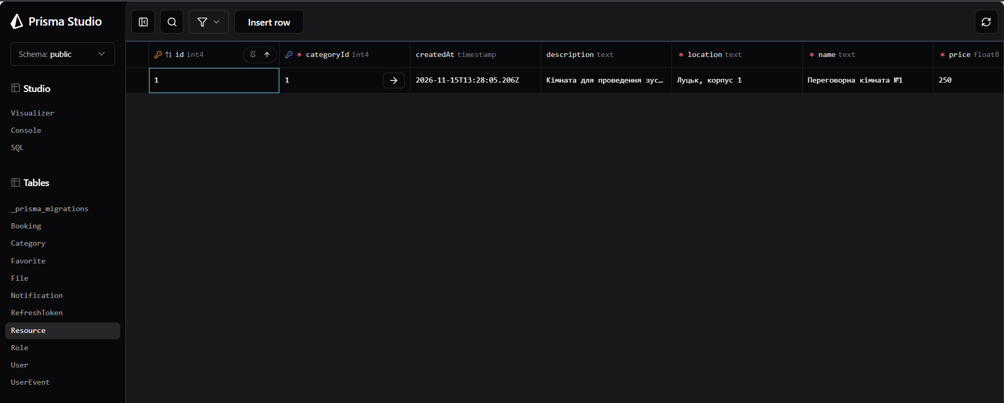 Prisma Studio
Insert row
Schema: public
id int4
* categoryId int4
createdAt timestamp
description text
* location text
* name text
* price float8
1
1
2026-11-15T13:28:05.206Z
Кімната для проведення зус…
Луцьк, корпус 1
Переговорна кімната №1
250
Studio
Visualizer
Console
SQL
Tables
_prisma_migrations
Booking
Category
Favorite
File
Notification
RefreshToken
Resource
Role
User
UserEvent